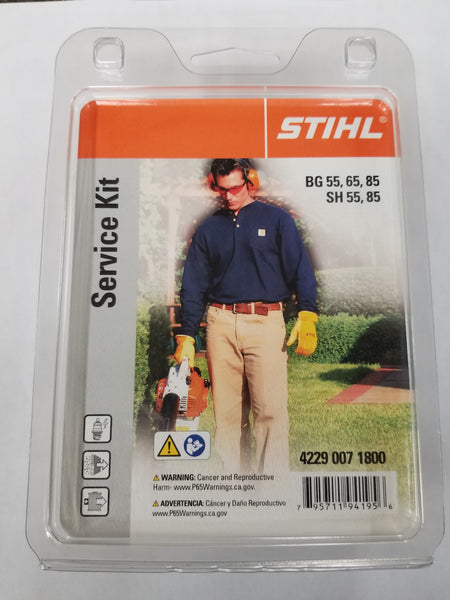 STIHL®
BG 55, 65, 85
SH 55, 85
Service Kit
4229 007 1800
WARNING: Cancer and Reproductive
Harm- www.P65Warnings.ca.gov.
ADVERTENCIA: Cáncer y Daño Reproductivo
www.P65Warnings.ca.gov.
7 95711 94195 6